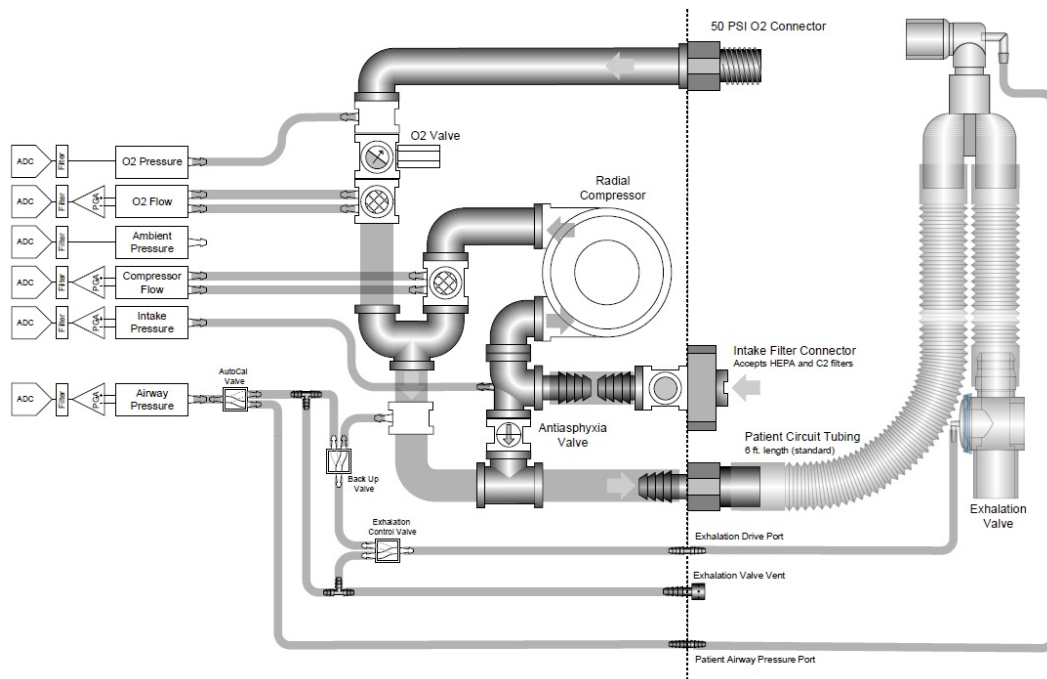 50 PSI O2 Connector
O2 Valve
ADC
Filter
O2 Pressure
Radial
Compressor
ADC
Filter
PGA
O2 Flow
ADC
Filter
Ambient
Pressure
ADC
Filter
PGA
Compressor
Flow
ADC
Filter
PGA
Intake
Pressure
Intake Filter Connector
Accepts HEPA and C2 filters
AutoCal
Valve
ADC
Filter
PGA
Airway
Pressure
Antiasphyxia
Valve
Patient Circuit Tubing
6 ft. length (standard)
Back Up
Valve
Exhalation
Valve
Exhalation
Control Valve
Exhalation Drive Port
Exhalation Valve Vent
Patient Airway Pressure Port